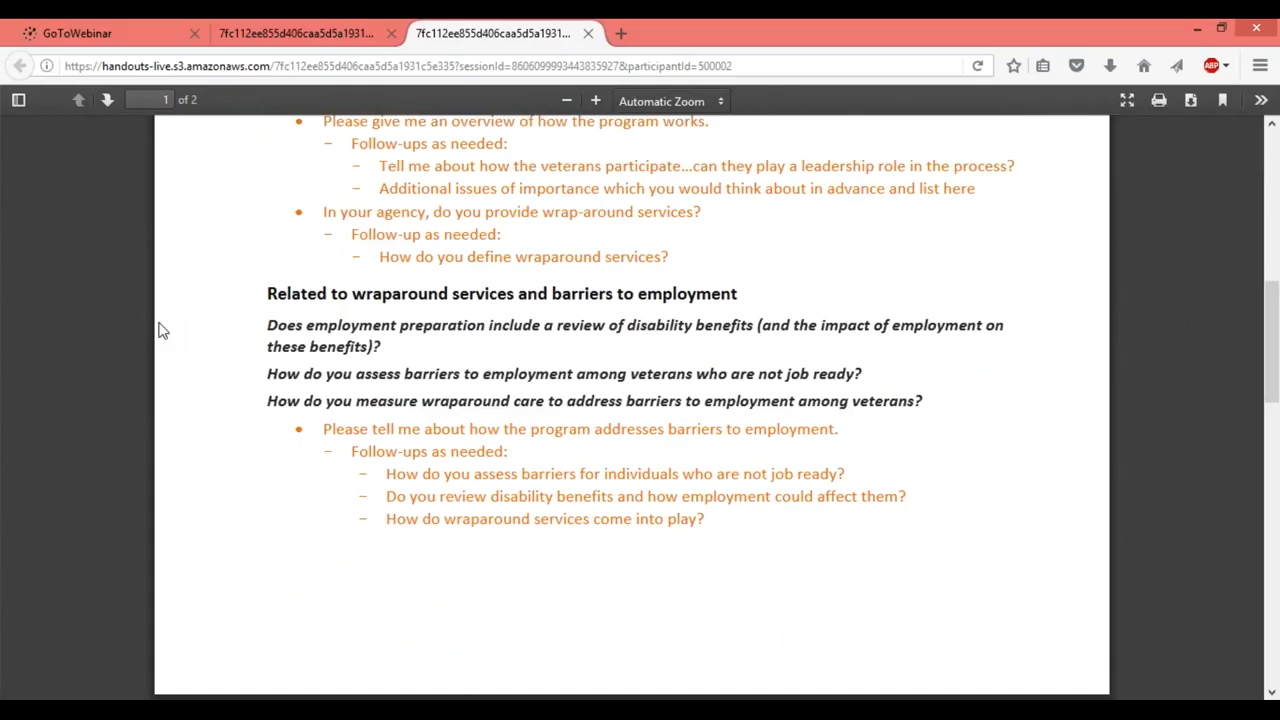 GoToWebinar
7fc112ee855d406caa5d5a1931...
7fc112ee855d406caa5d5a1931...
https://handouts-live.s3.amazonaws.com/7fc112ee855d406caa5d5a1931c5e335?sessionId=8606099993443835927&participantId=500002
ABP
1 of 2
Automatic Zoom
• Please give me an overview of how the program works.
– Follow-ups as needed:
– Tell me about how the veterans participate...can they play a leadership role in the process?
– Additional issues of importance which you would think about in advance and list here
• In your agency, do you provide wrap-around services?
– Follow-up as needed:
– How do you define wraparound services?
Related to wraparound services and barriers to employment
Does employment preparation include a review of disability benefits (and the impact of employment on
these benefits)?
How do you assess barriers to employment among veterans who are not job ready?
How do you measure wraparound care to address barriers to employment among veterans?
• Please tell me about how the program addresses barriers to employment.
– Follow-ups as needed:
– How do you assess barriers for individuals who are not job ready?
– Do you review disability benefits and how employment could affect them?
– How do wraparound services come into play?